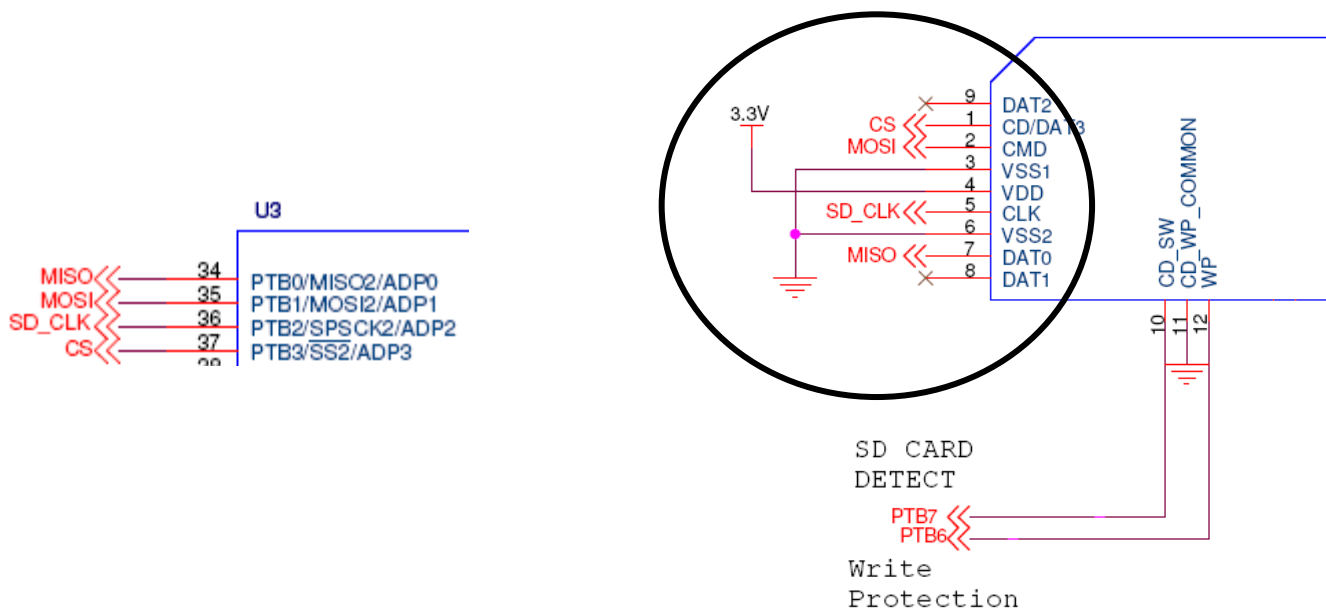 U3
MISO 34 PTB0/MISO2/ADP0
MOSI 35 PTB1/MOSI2/ADP1
SD_CLK 36 PTB2/SPSCK2/ADP2
CS 37 PTB3/SS2/ADP3
3.3V
9 DAT2
CS 1 CD/DAT3
MOSI 2 CMD
3 VSS1
4 VDD
SD_CLK 5 CLK
6 VSS2
MISO 7 DAT0
8 DAT1
CD_SW
CD_WP_COMMON
WP
10
11
12
SD CARD
DETECT
PTB7
PTB6
Write
Protection